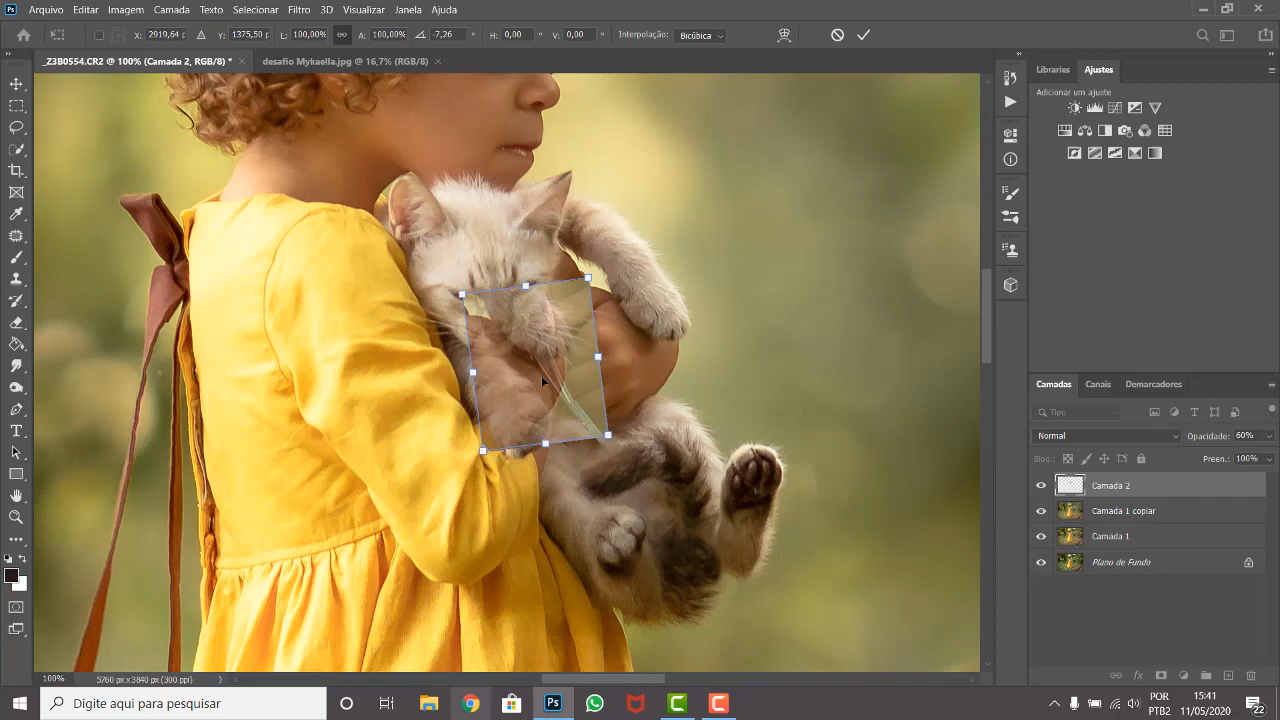 Ps Arquivo Editar Imagem Camada Texto Selecionar Filtro 3D Visualizar Janela Ajuda
X: 2919,64 p Y: 1375,50 p L: 100,00% A: 100,00% -7,26 ° H: 0,00 ° V: 0,00 ° Interpolação: Bicúbica
_Z3B0554.CR2 @ 100% (Camada 2, RGB/8) * × desafio Mykaella.jpg @ 16,7% (RGB/8) ×
Libraries Ajustes
Adicionar um ajuste
Camadas Canais Demarcadores
Tipo
Normal Opacidade: 60%
Bloq.: Preen.: 100%
Camada 2
Camada 1 copiar
Camada 1
Plano de Fundo
fx
100% 5760 px x 3840 px (300 ppi)
Digite aqui para pesquisar Ps POR 15:41
PTB2 11/05/2020 22